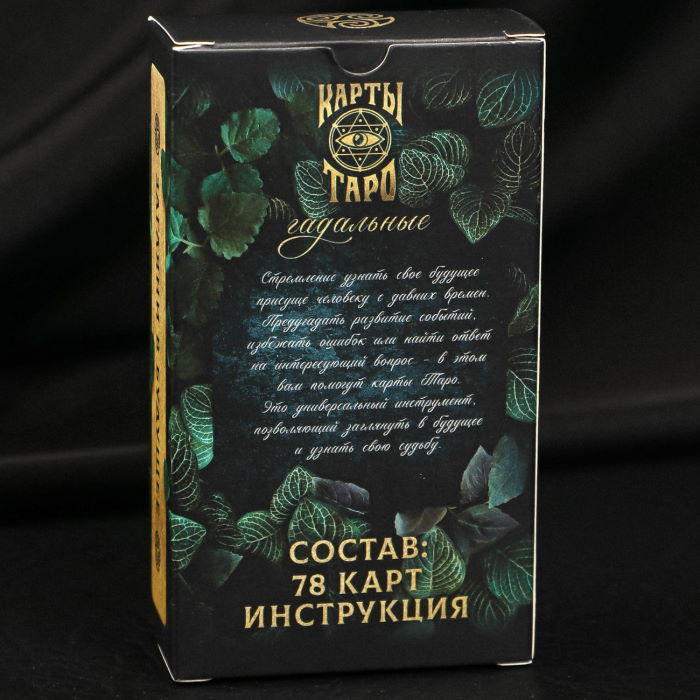 КАРТЫ
ТАРО
гадальные
Стремление узнать свое будущее
присуще человеку с давних времен.
Предугадать развитие событий,
избежать ошибок или найти ответ
на интересующий вопрос - в этом
вам помогут карты Таро.
Это универсальный инструмент,
позволяющий заглянуть в будущее
и узнать свою судьбу.
СОСТАВ:
78 КАРТ
ИНСТРУКЦИЯ
ЗАГЛЯНИ В БУДУЩЕЕ